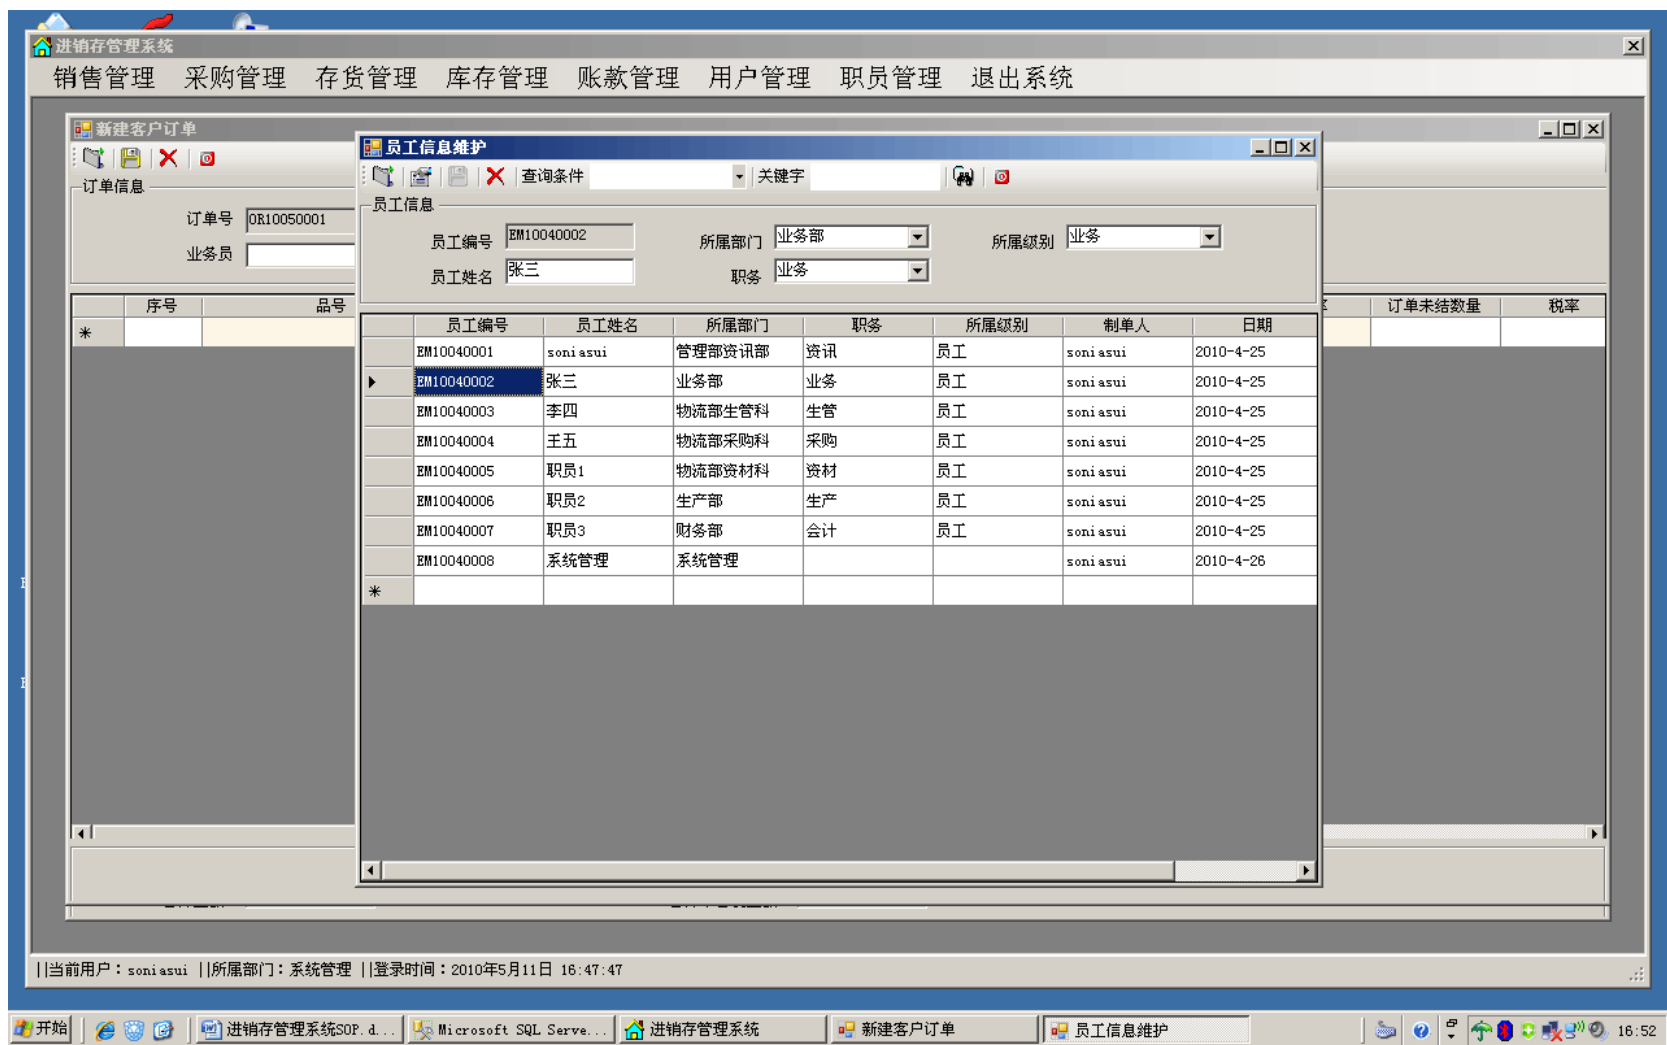 进销存管理系统
销售管理 采购管理 存货管理 库存管理 账款管理 用户管理 职员管理 退出系统
新建客户订单
订单信息
订单号 OR10050001
业务员
序号 品号 订单未结数量 税率
*
员工信息维护
查询条件 关键字
员工信息
员工编号 EM10040002 所属部门 业务部 所属级别 业务
员工姓名 张三 职务 业务
员工编号 员工姓名 所属部门 职务 所属级别 制单人 日期
EM10040001 soniasui 管理部资讯部 资讯 员工 soniasui 2010-4-25
EM10040002 张三 业务部 业务 员工 soniasui 2010-4-25
EM10040003 李四 物流部生管科 生管 员工 soniasui 2010-4-25
EM10040004 王五 物流部采购科 采购 员工 soniasui 2010-4-25
EM10040005 职员1 物流部资材科 资材 员工 soniasui 2010-4-25
EM10040006 职员2 生产部 生产 员工 soniasui 2010-4-25
EM10040007 职员3 财务部 会计 员工 soniasui 2010-4-25
EM10040008 系统管理 系统管理 soniasui 2010-4-26
*
||当前用户：soniasui ||所属部门：系统管理 ||登录时间：2010年5月11日 16:47:47
开始 进销存管理系统SOP.d... Microsoft SQL Serve... 进销存管理系统 新建客户订单 员工信息维护 16:52